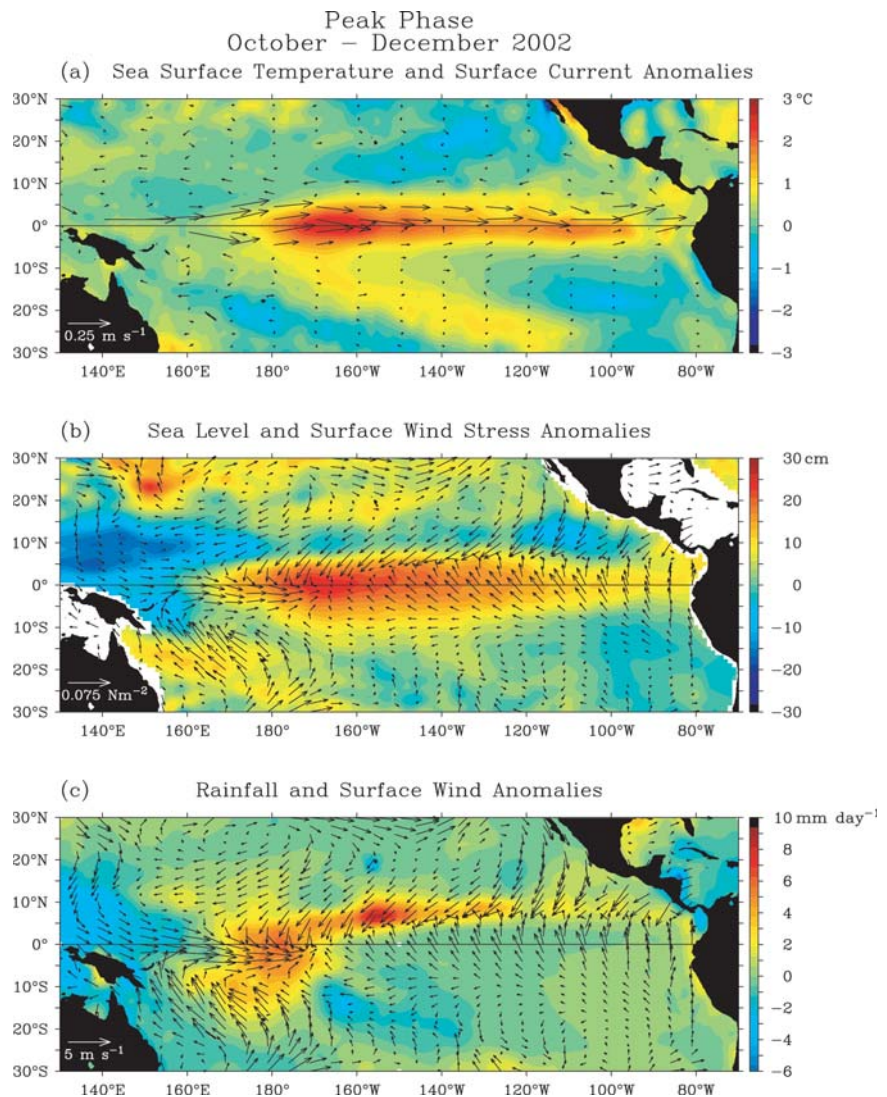 Peak Phase
October – December 2002
(a) Sea Surface Temperature and Surface Current Anomalies
30°N
20°N
10°N
0°
10°S
20°S
30°S
0.25 m s⁻¹
140°E 160°E 180° 160°W 140°W 120°W 100°W 80°W
3 °C
2
1
0
-1
-2
-3
(b) Sea Level and Surface Wind Stress Anomalies
30°N
20°N
10°N
0°
10°S
20°S
30°S
0.075 Nm⁻²
140°E 160°E 180° 160°W 140°W 120°W 100°W 80°W
30 cm
20
10
0
-10
-20
-30
(c) Rainfall and Surface Wind Anomalies
30°N
20°N
10°N
0°
10°S
20°S
30°S
5 m s⁻¹
140°E 160°E 180° 160°W 140°W 120°W 100°W 80°W
10 mm day⁻¹
8
6
4
2
0
-2
-4
-6